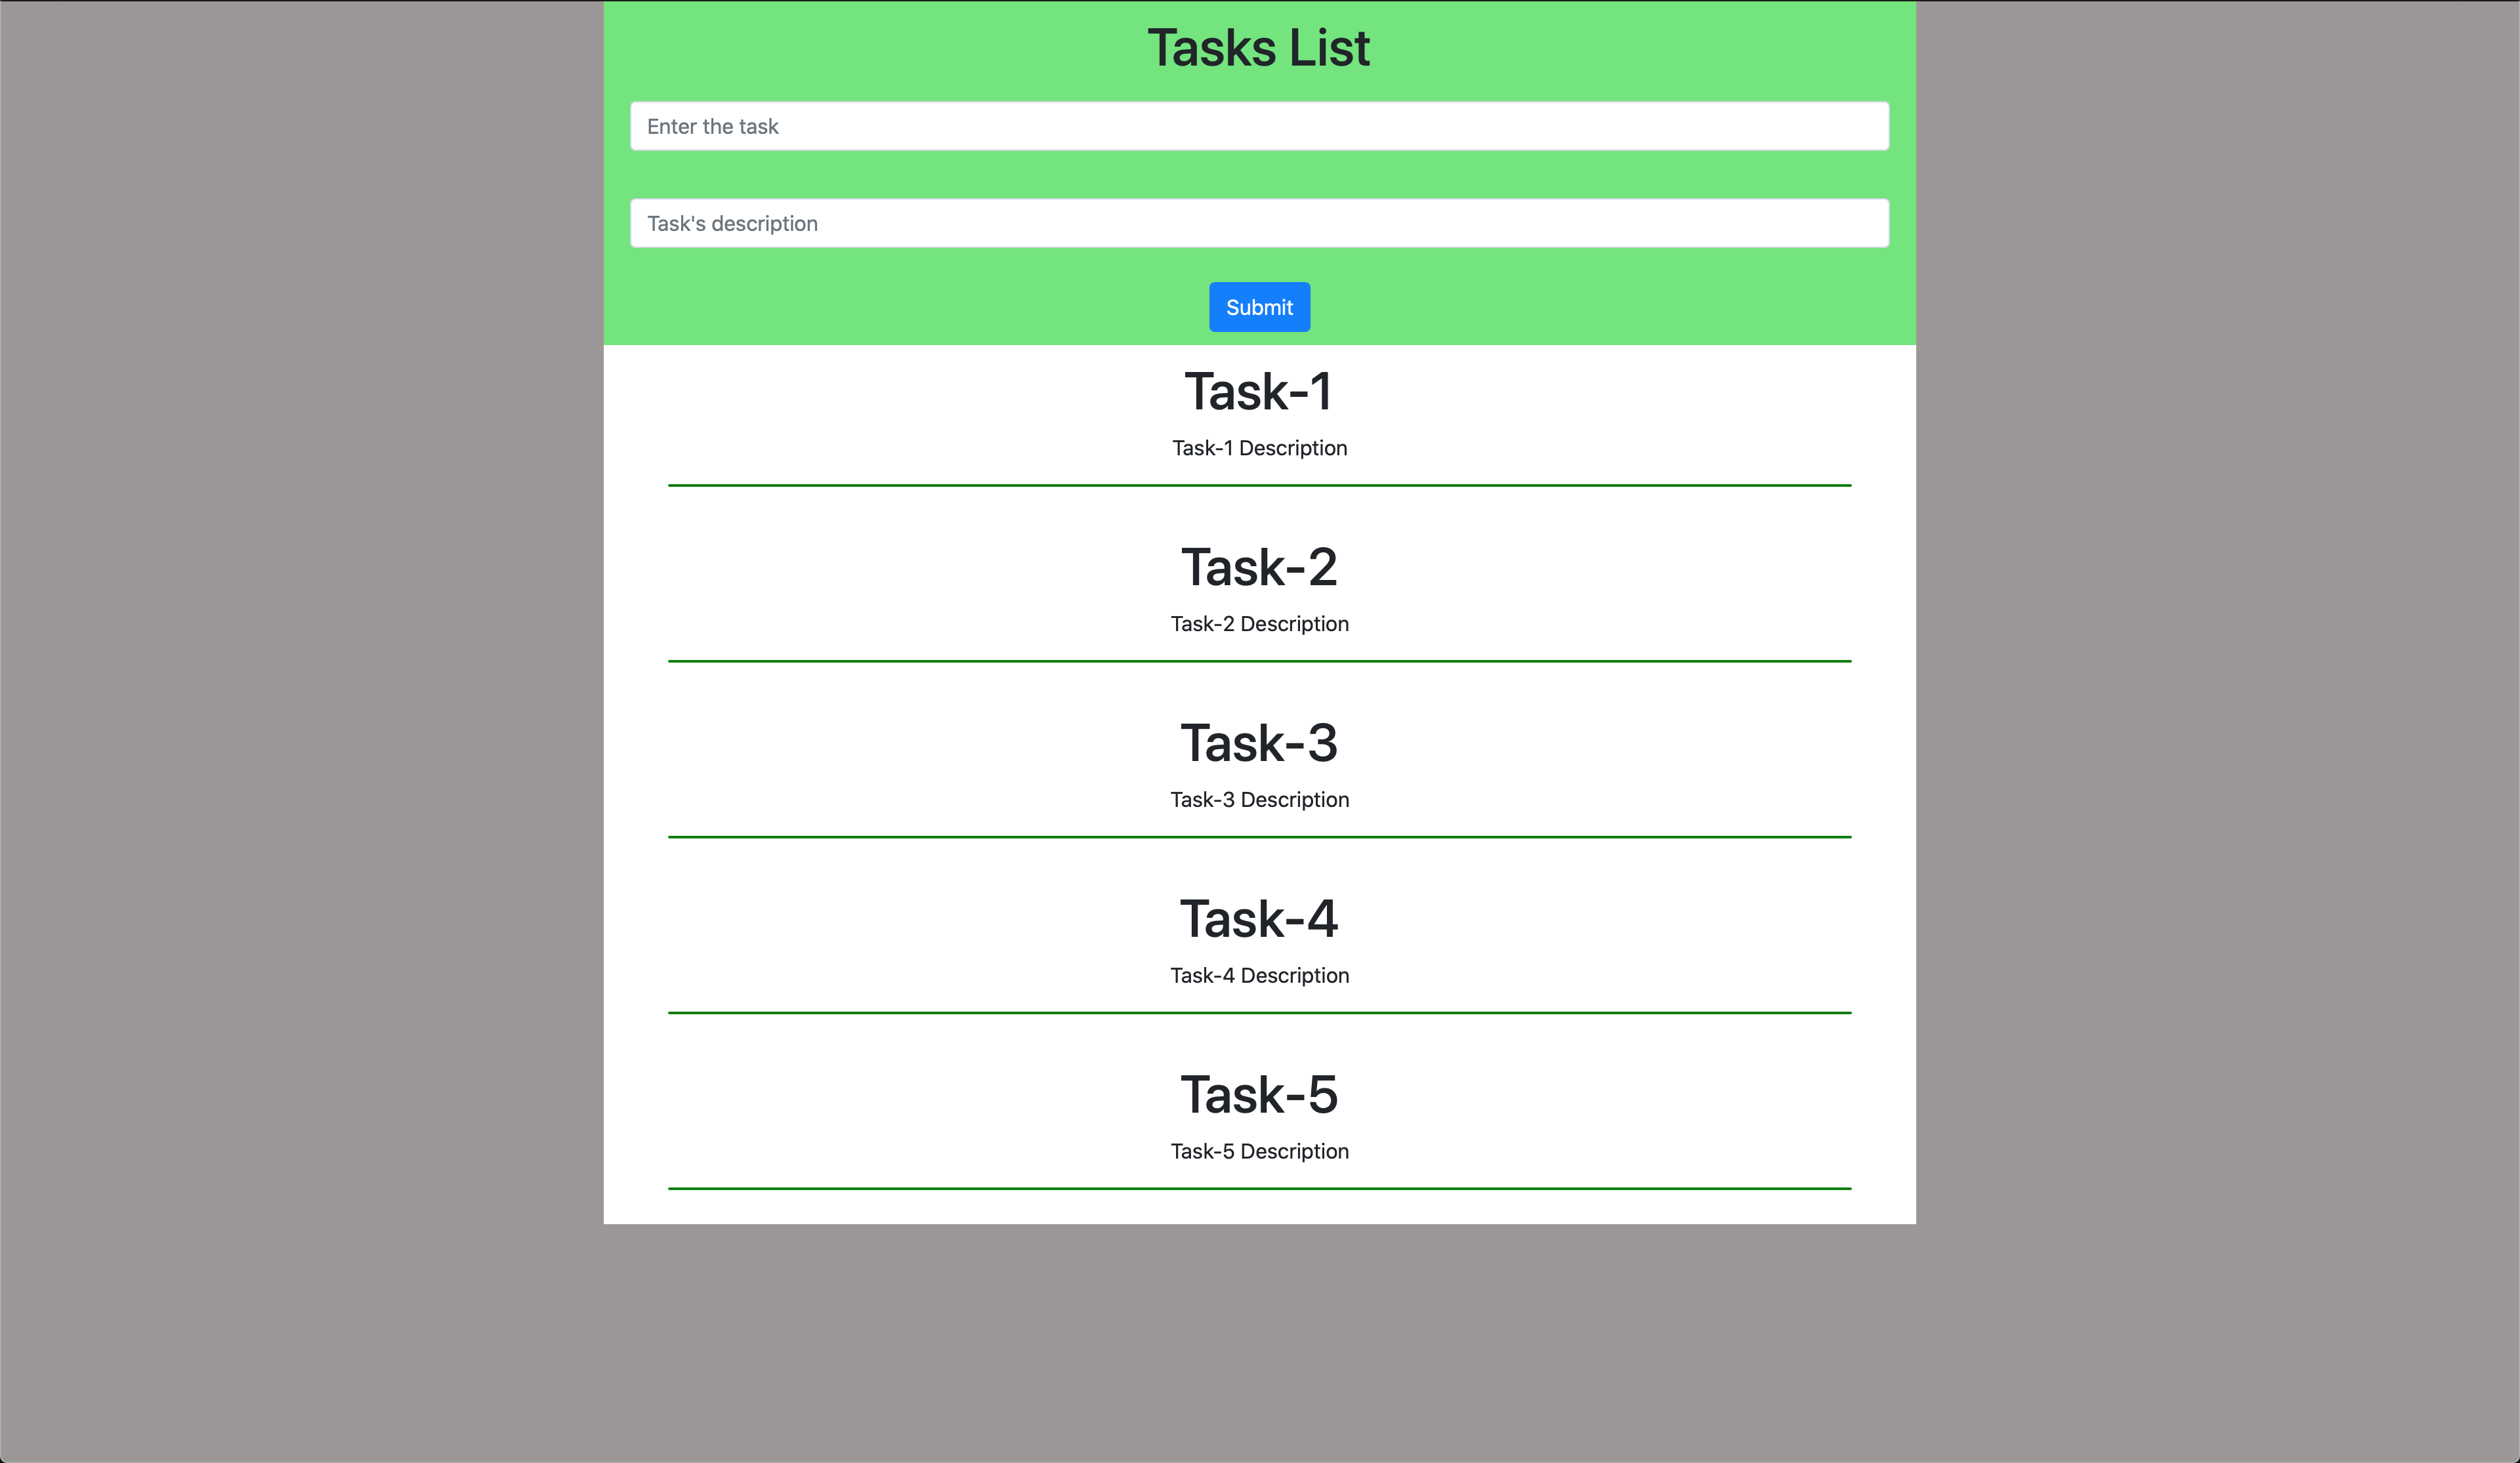 Tasks List
Enter the task
Task's description
Submit
Task-1
Task-1 Description
Task-2
Task-2 Description
Task-3
Task-3 Description
Task-4
Task-4 Description
Task-5
Task-5 Description